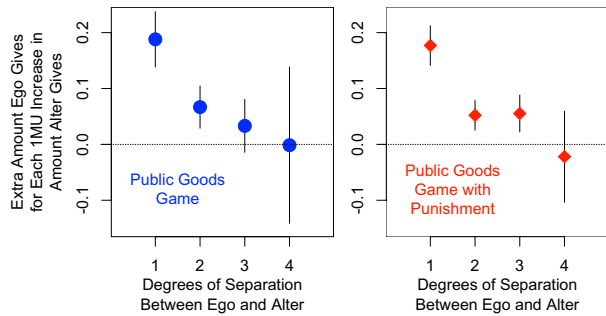 Extra Amount Ego Gives
for Each 1MU Increase in
Amount Alter Gives
0.2
0.1
0.0
-0.1
Public Goods
Game
1 2 3 4
Degrees of Separation
Between Ego and Alter
0.2
0.1
0.0
-0.1
Public Goods
Game with
Punishment
1 2 3 4
Degrees of Separation
Between Ego and Alter